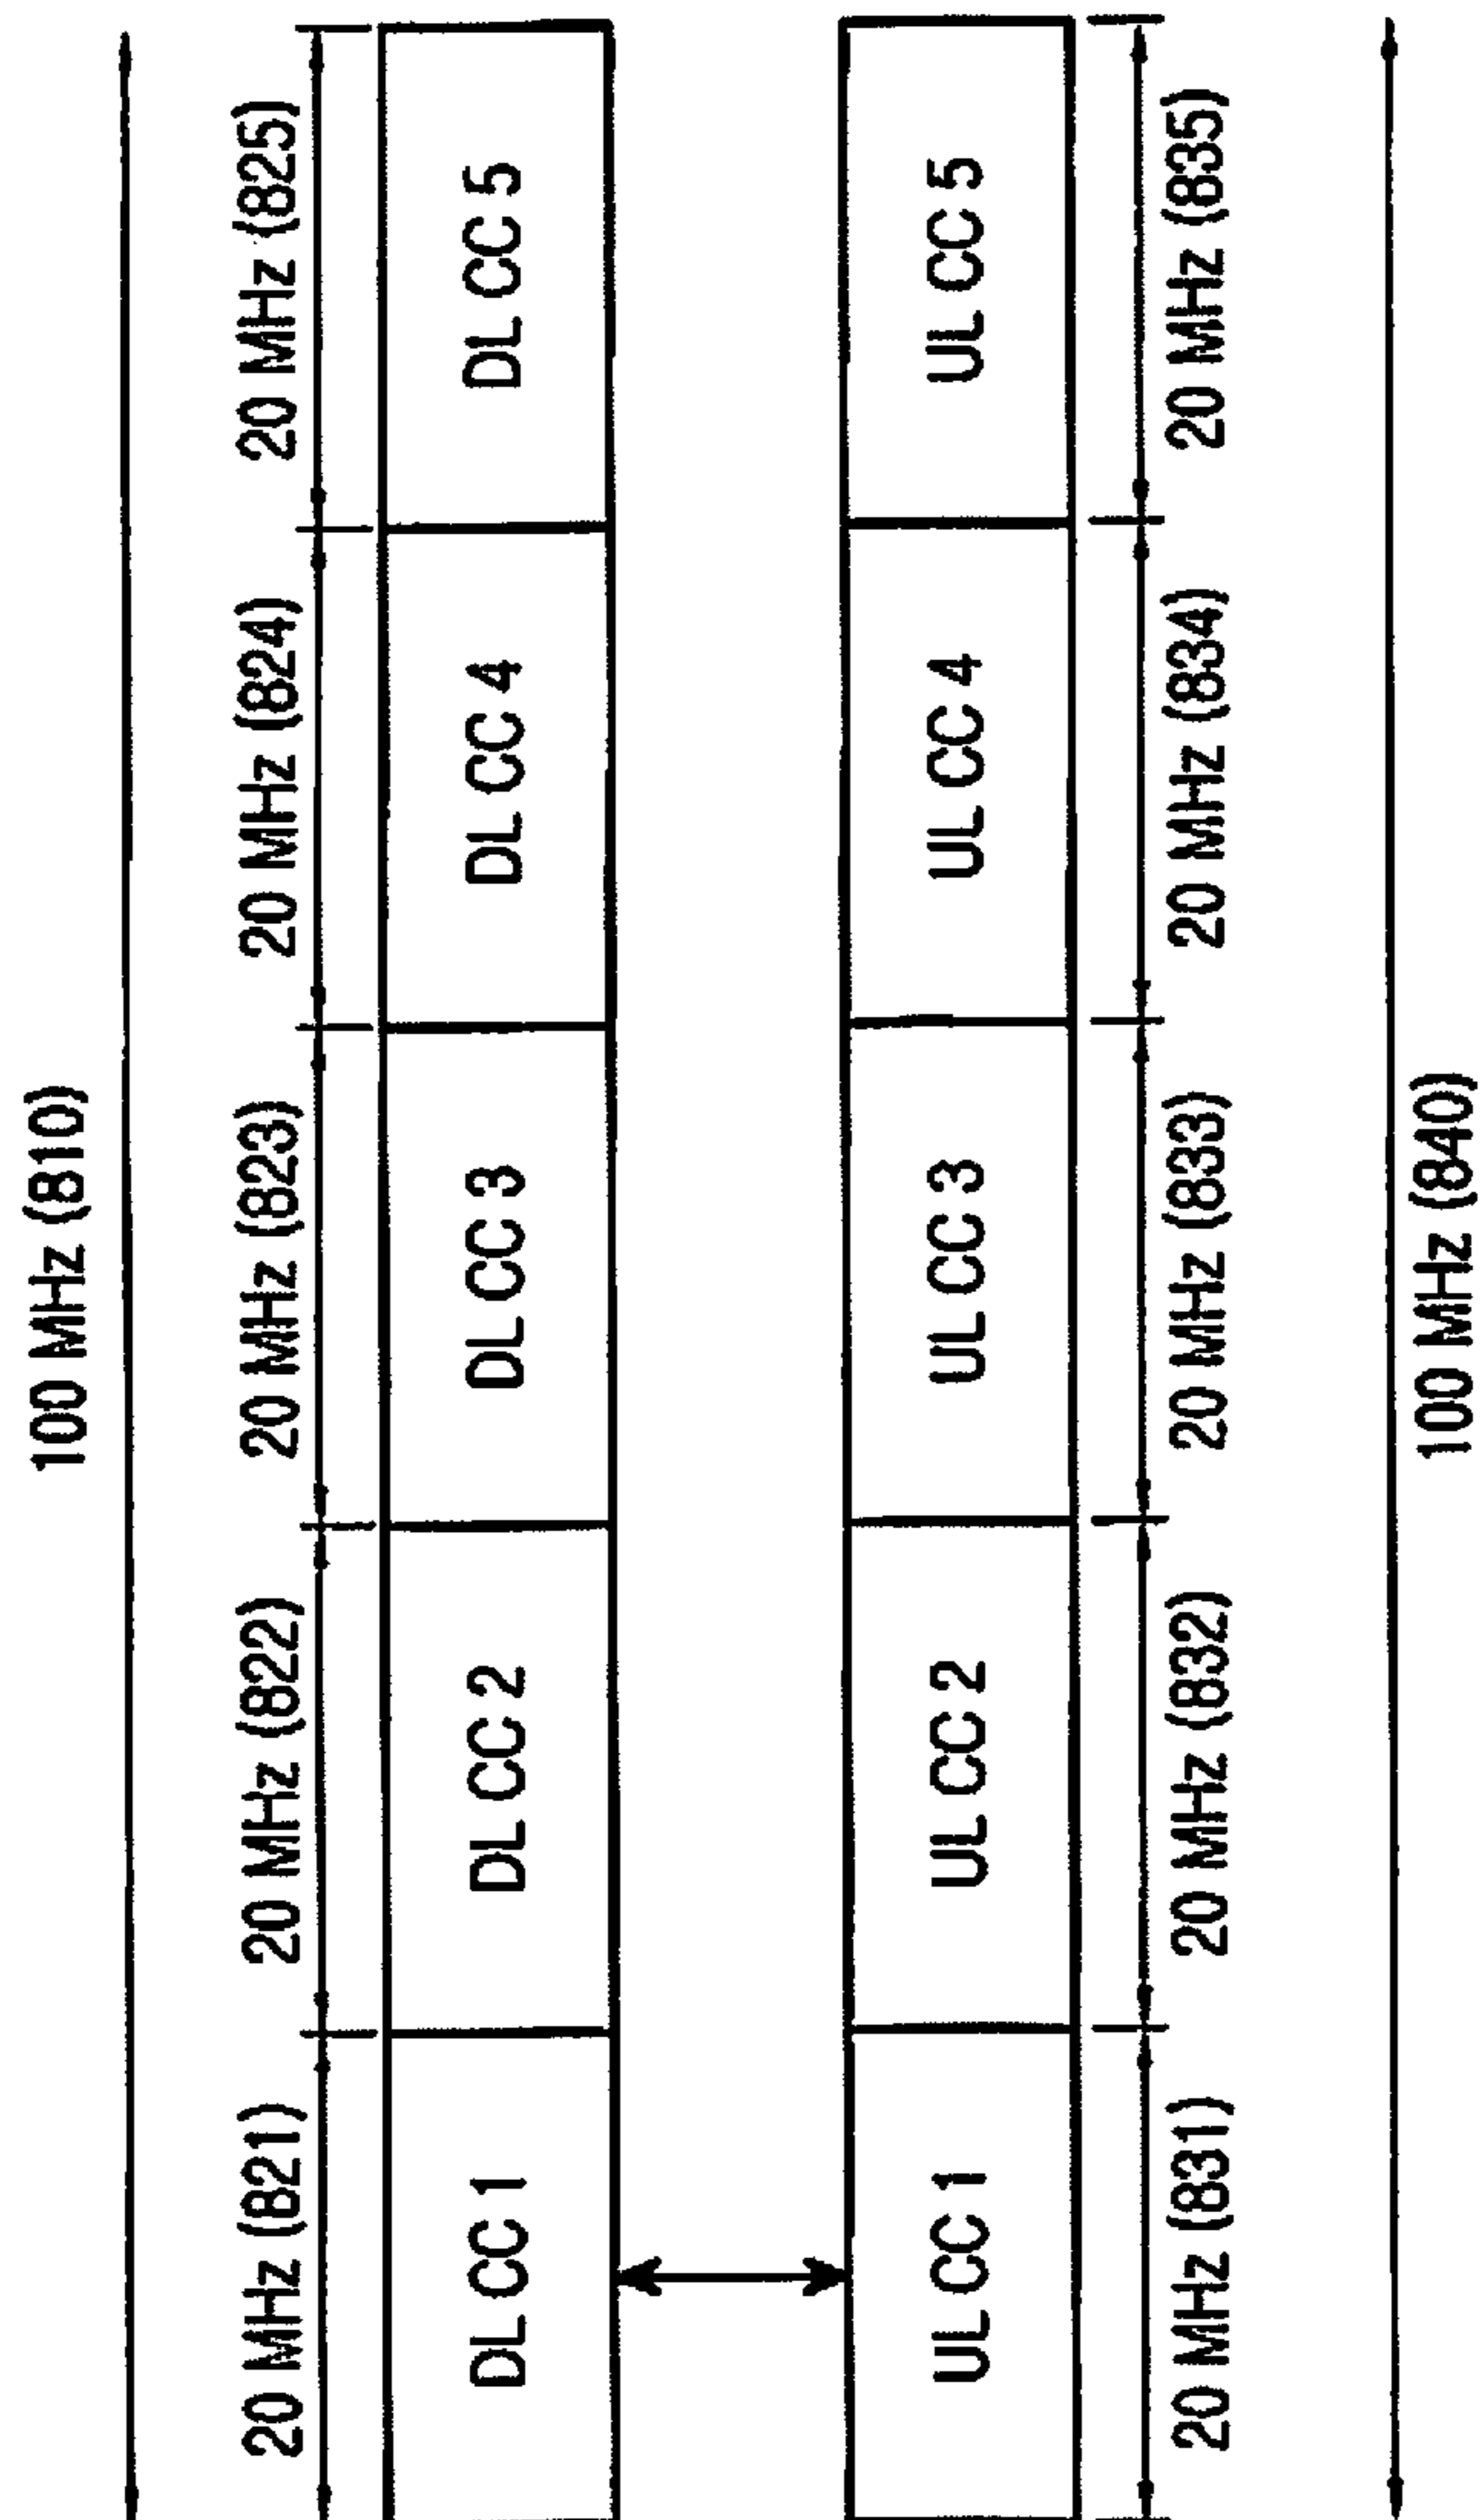 100 MHz (810)
20 MHz (821) 20 MHz (822) 20 MHz (823) 20 MHz (824) 20 MHz (825)
DL CC 1 DL CC 2 DL CC 3 DL CC 4 DL CC 5
UL CC 1 UL CC 2 UL CC 3 UL CC 4 UL CC 5
20 MHz (831) 20 MHz (832) 20 MHz (833) 20 MHz (834) 20 MHz (835)
100 MHz (840)